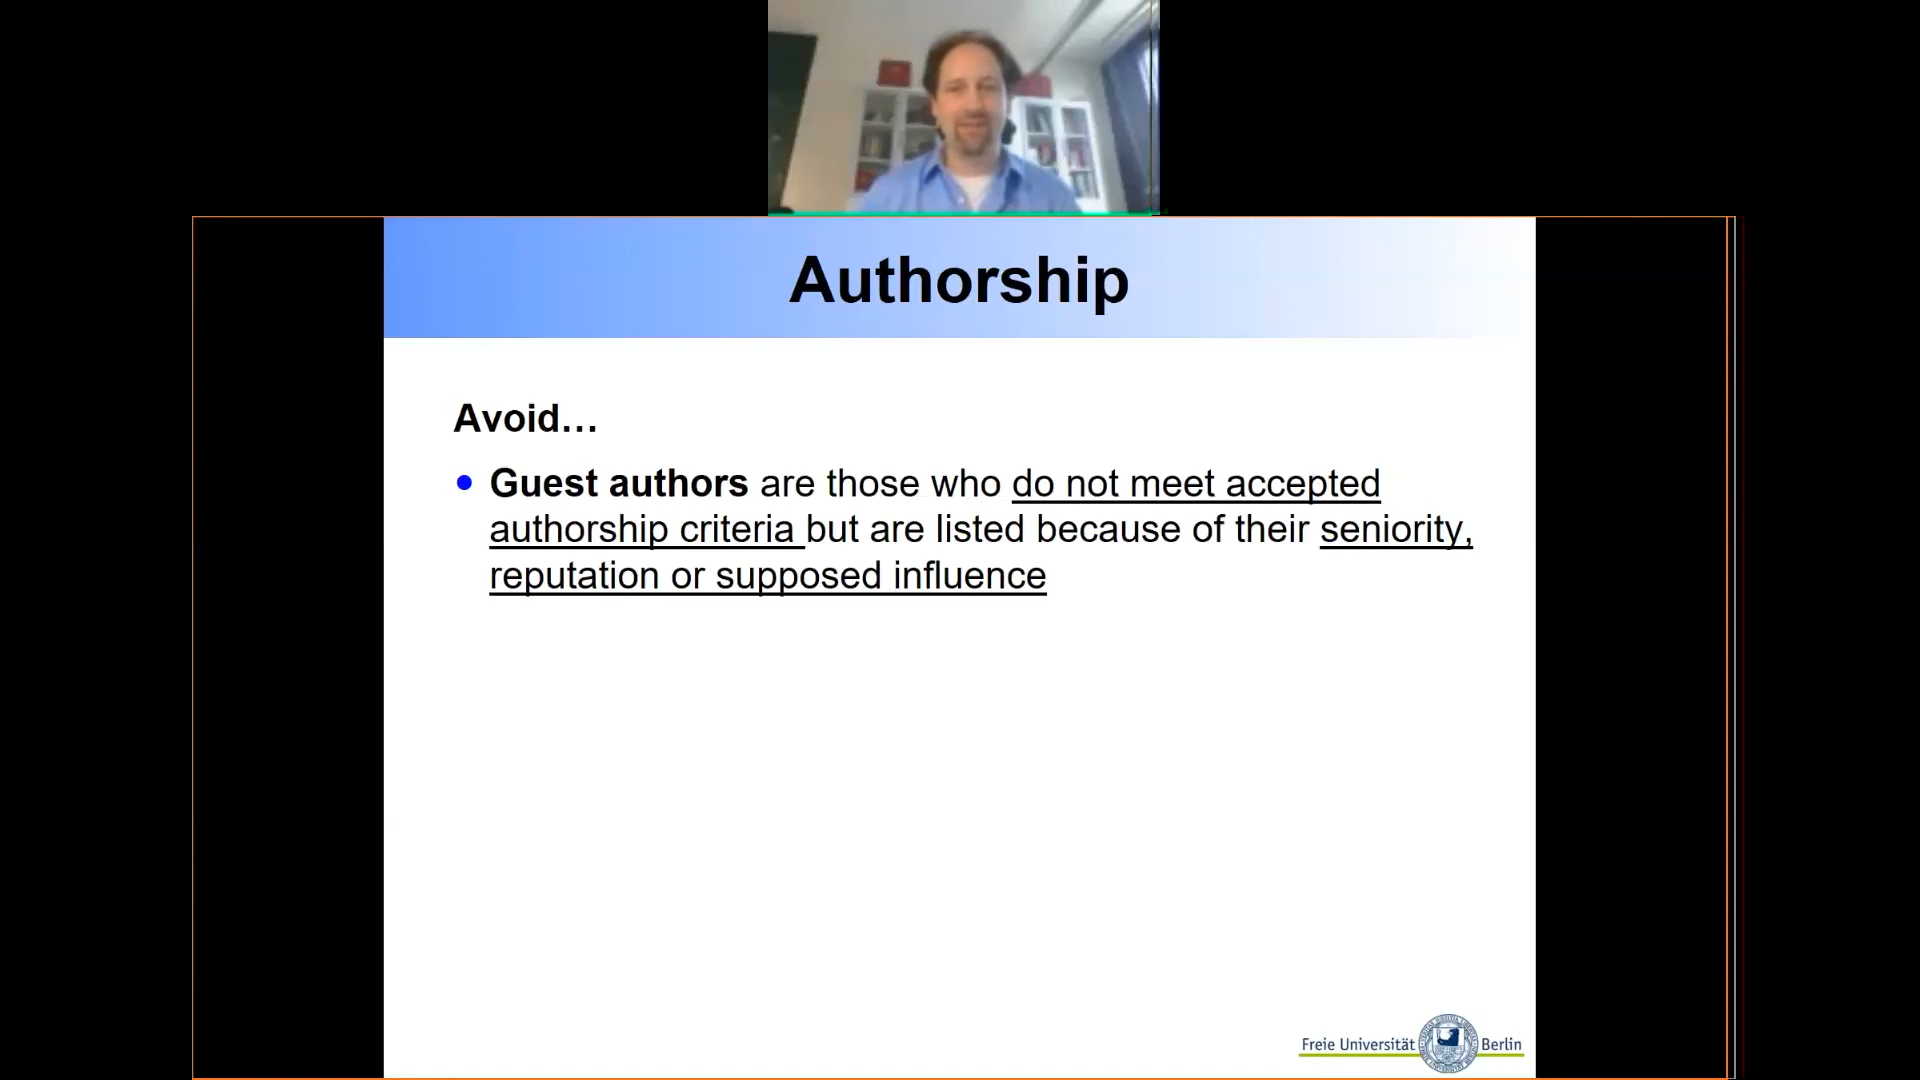 Authorship
Avoid…
• Guest authors are those who do not meet accepted
authorship criteria but are listed because of their seniority,
reputation or supposed influence
Freie Universität Berlin